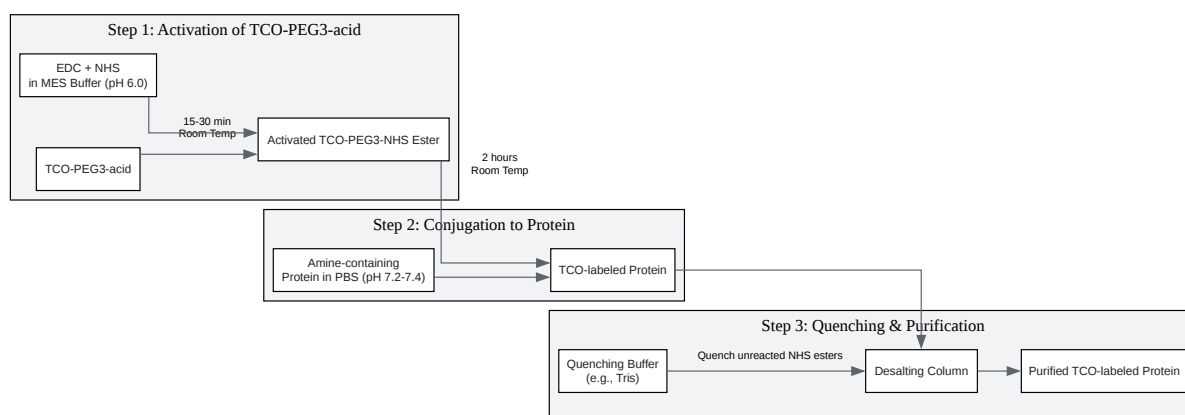 Step 1: Activation of TCO-PEG3-acid
EDC + NHS
in MES Buffer (pH 6.0)
15-30 min
Room Temp
Activated TCO-PEG3-NHS Ester
TCO-PEG3-acid
2 hours
Room Temp
Step 2: Conjugation to Protein
Amine-containing
Protein in PBS (pH 7.2-7.4)
TCO-labeled Protein
Step 3: Quenching & Purification
Quenching Buffer
(e.g., Tris)
Quench unreacted NHS esters
Desalting Column
Purified TCO-labeled Protein